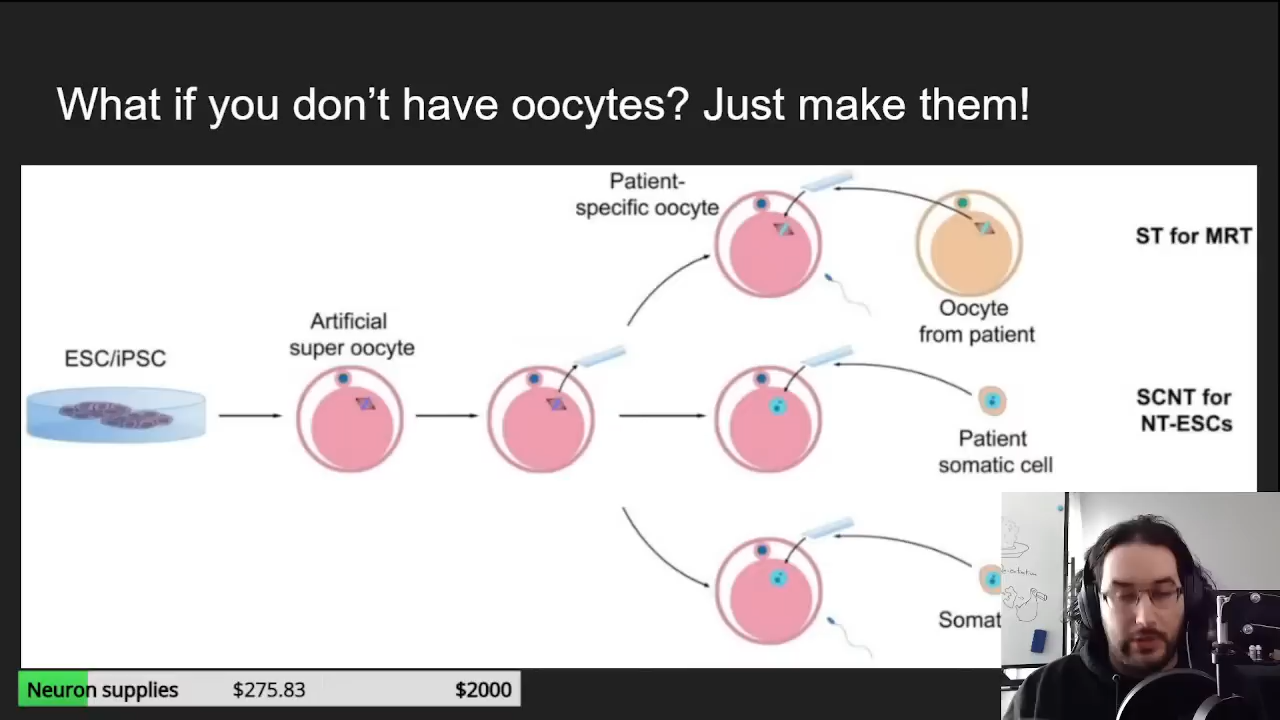 What if you don't have oocytes? Just make them!
Patient-
specific oocyte
ST for MRT
Oocyte
from patient
Artificial
super oocyte
ESC/iPSC
SCNT for
NT-ESCs
Patient
somatic cell
Somat
Neuron supplies $275.83 $2000